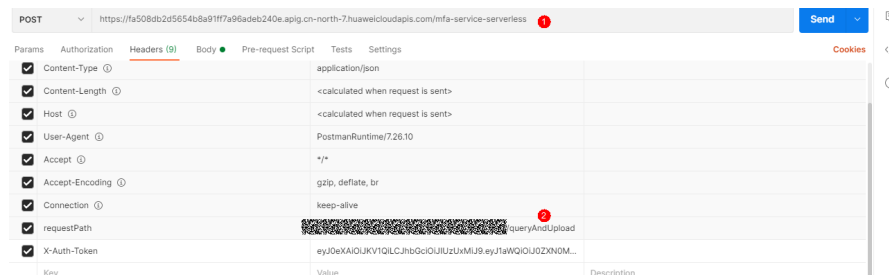 POST https://fa508db2d5654b8a91ff7a96adeb240e.apig.cn-north-7.huaweicloudapis.com/mfa-service-serverless 1 Send
Params Authorization Headers (9) Body Pre-request Script Tests Settings Cookies
Content-Type application/json
Content-Length <calculated when request is sent>
Host <calculated when request is sent>
User-Agent PostmanRuntime/7.26.10
Accept */*
Accept-Encoding gzip, deflate, br
Connection keep-alive
2
requestPath /queryAndUpload
X-Auth-Token eyJ0eXAiOiJKV1QiLCJhbGciOiJIUzUxMiJ9.eyJ1aWQiOiJ0ZXN0M...
Key Value Description